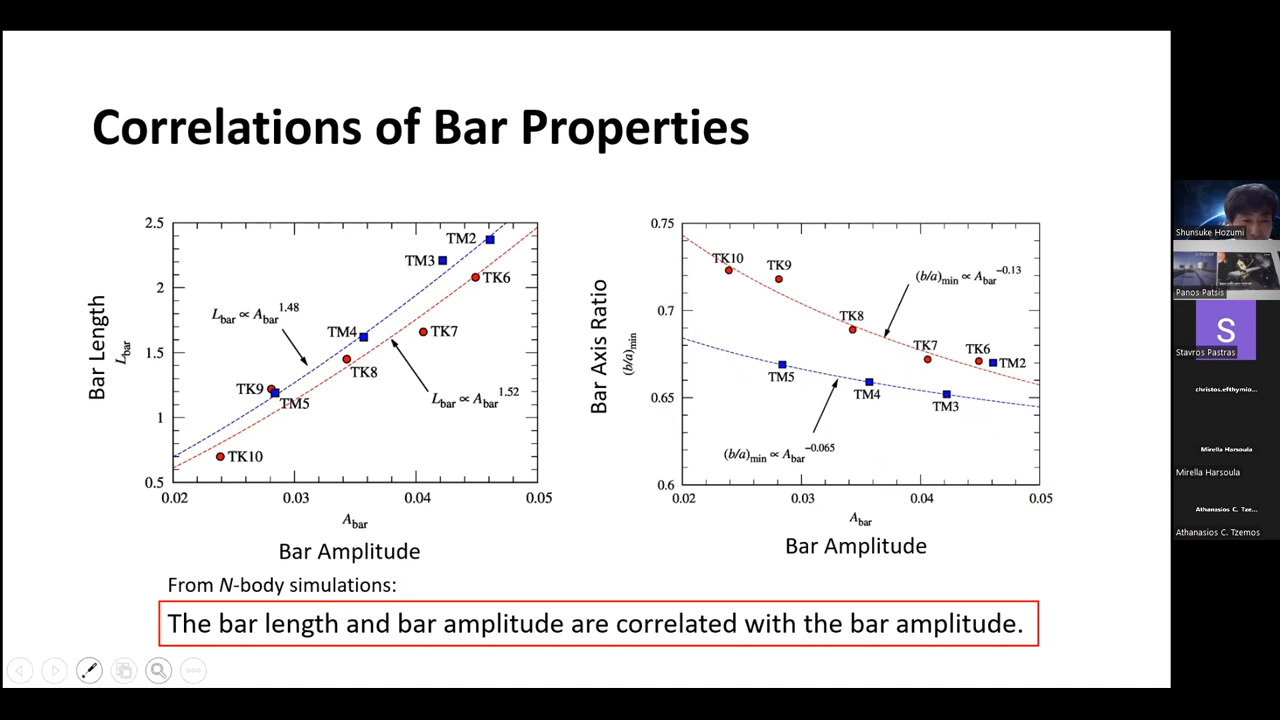 Correlations of Bar Properties
2.5
2
1.5
1
0.5
Bar Length
L_bar
TM2
TM3
TK6
L_bar ∝ A_bar^1.48
TM4
TK7
TK8
TK9
TM5
L_bar ∝ A_bar^1.52
TK10
0.02 0.03 0.04 0.05
A_bar
Bar Amplitude
0.75
0.7
0.65
0.6
Bar Axis Ratio
(b/a)_min
TK10
TK9
(b/a)_min ∝ A_bar^−0.13
TK8
TK7
TK6
TM2
TM5
TM4
TM3
(b/a)_min ∝ A_bar^−0.065
0.02 0.03 0.04 0.05
A_bar
Bar Amplitude
From N-body simulations:
The bar length and bar amplitude are correlated with the bar amplitude.
Shunsuke Hozumi
Panos Patsis
S
Stavros Pastras
christos.efthymio...
Mirella Harsoula
Mirella Harsoula
Athanasios C. Tze...
Athanasios C. Tzemos